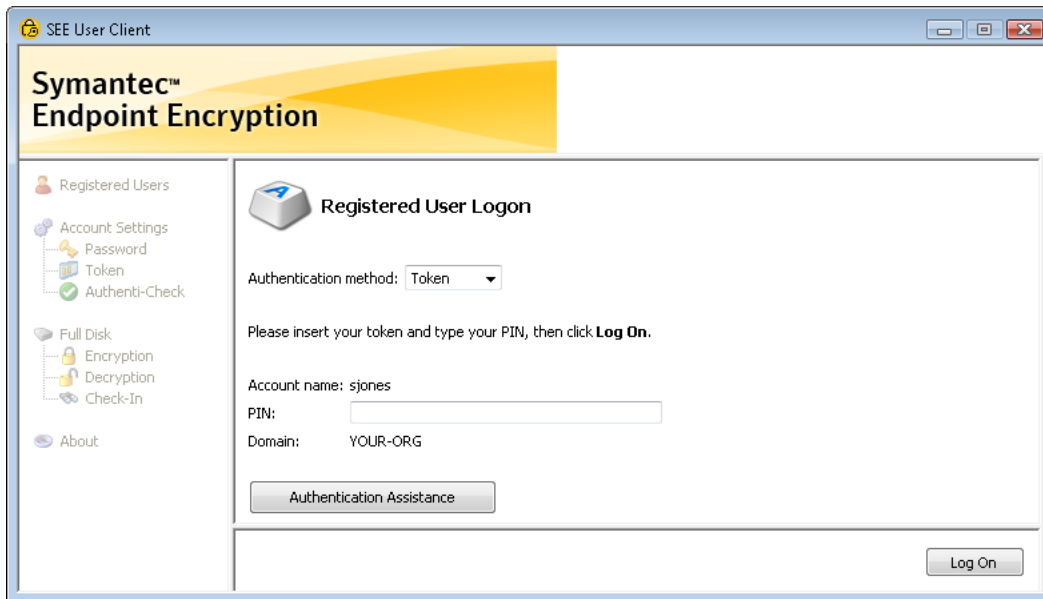 SEE User Client
Symantec™
Endpoint Encryption
Registered Users
Account Settings
Password
Token
Authenti-Check
Full Disk
Encryption
Decryption
Check-In
About
A
Registered User Logon
Authentication method: Token
Please insert your token and type your PIN, then click Log On.
Account name: sjones
PIN:
Domain: YOUR-ORG
Authentication Assistance
Log On